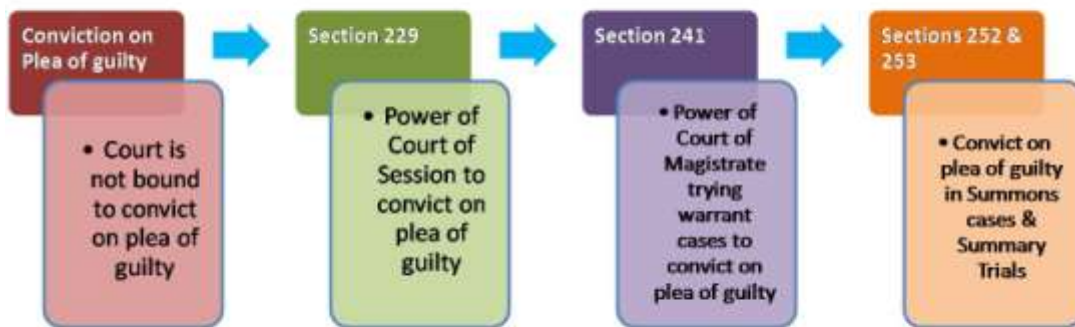 Conviction on
Plea of guilty
• Court is
not bound
to convict
on plea of
guilty
Section 229
• Power of
Court of
Session to
convict on
plea of
guilty
Section 241
• Power of
Court of
Magistrate
trying
warrant
cases to
convict on
plea of guilty
Sections 252 &
253
• Convict on
plea of guilty
in Summons
cases &
Summary
Trials